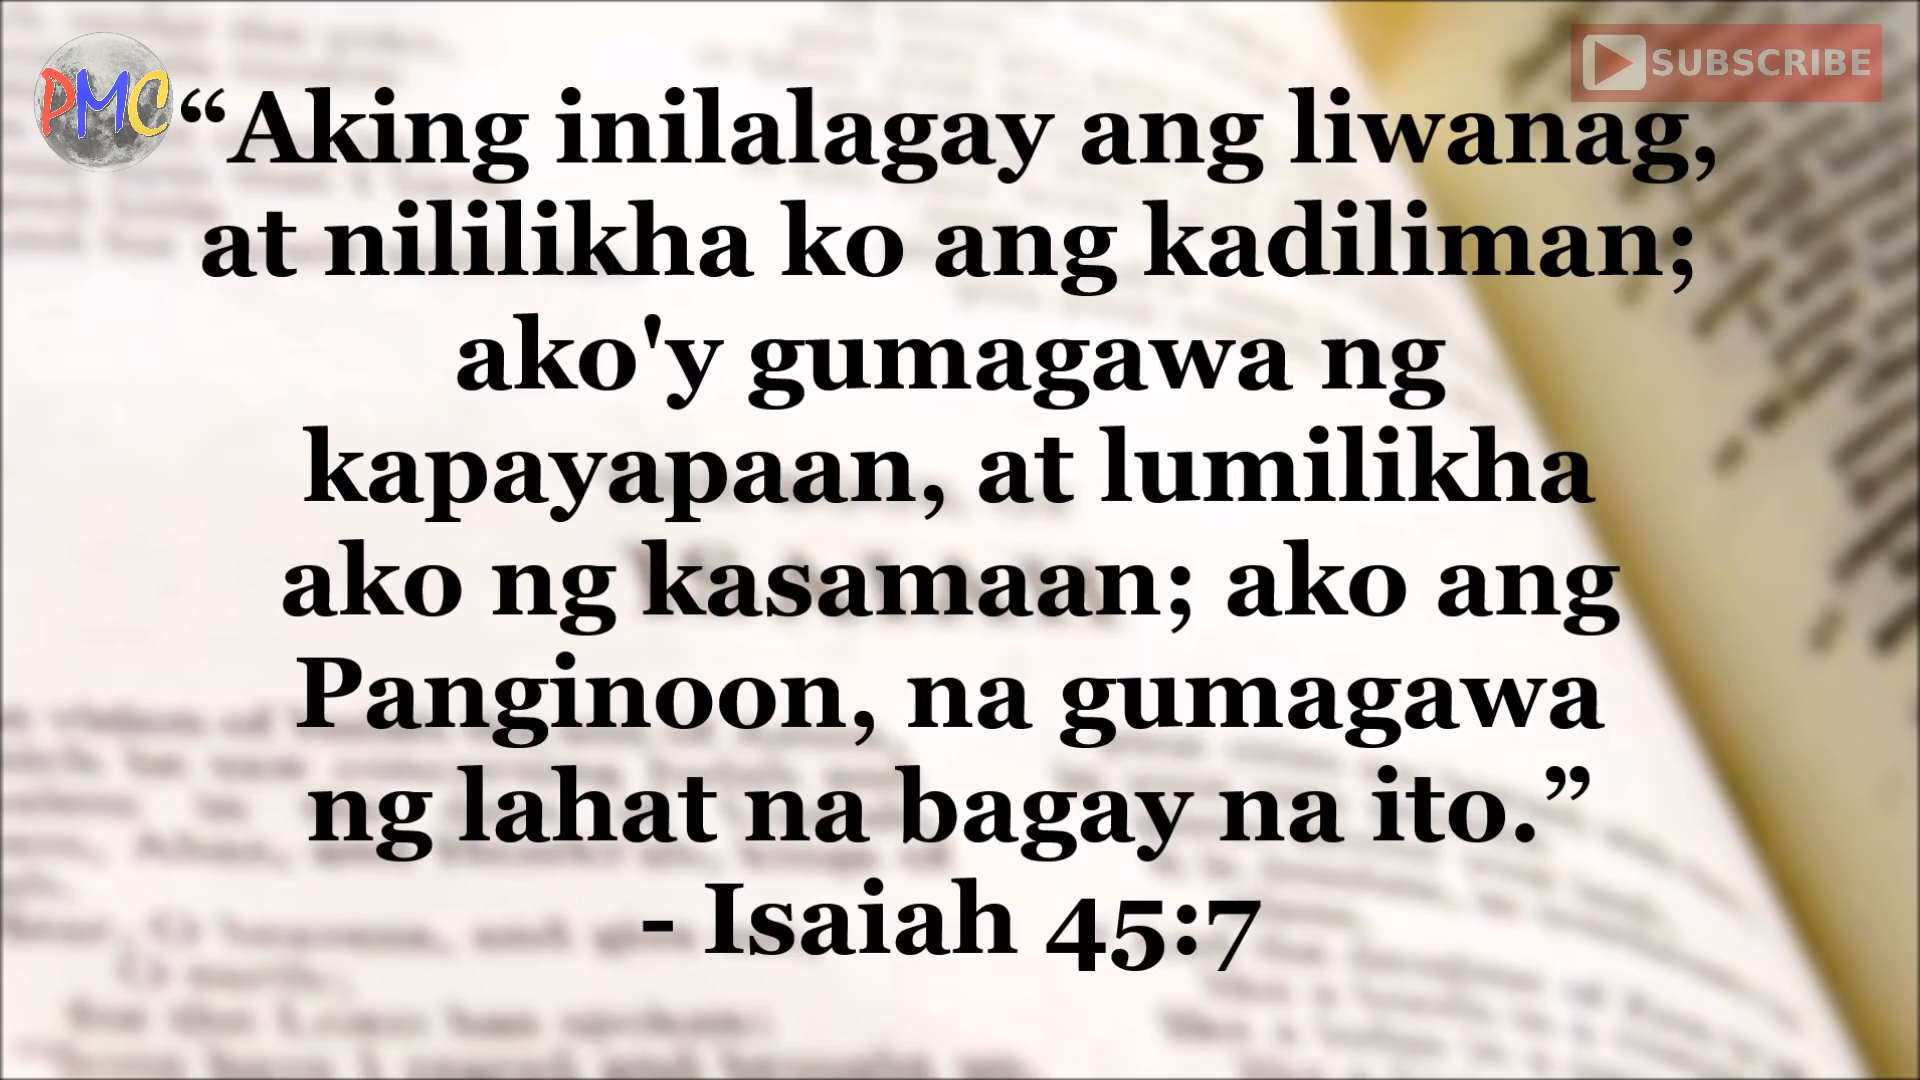 PMC
SUBSCRIBE
“Aking inilalagay ang liwanag,
at nililikha ko ang kadiliman;
ako'y gumagawa ng
kapayapaan, at lumilikha
ako ng kasamaan; ako ang
Panginoon, na gumagawa
ng lahat na bagay na ito.”
- Isaiah 45:7